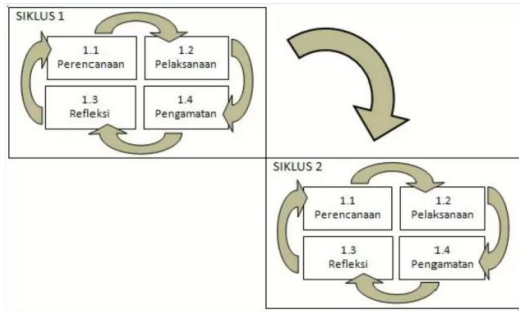 SIKLUS 1
1.1
Perencanaan
1.2
Pelaksanaan
1.3
Refleksi
1.4
Pengamatan
SIKLUS 2
1.1
Perencanaan
1.2
Pelaksanaan
1.3
Refleksi
1.4
Pengamatan